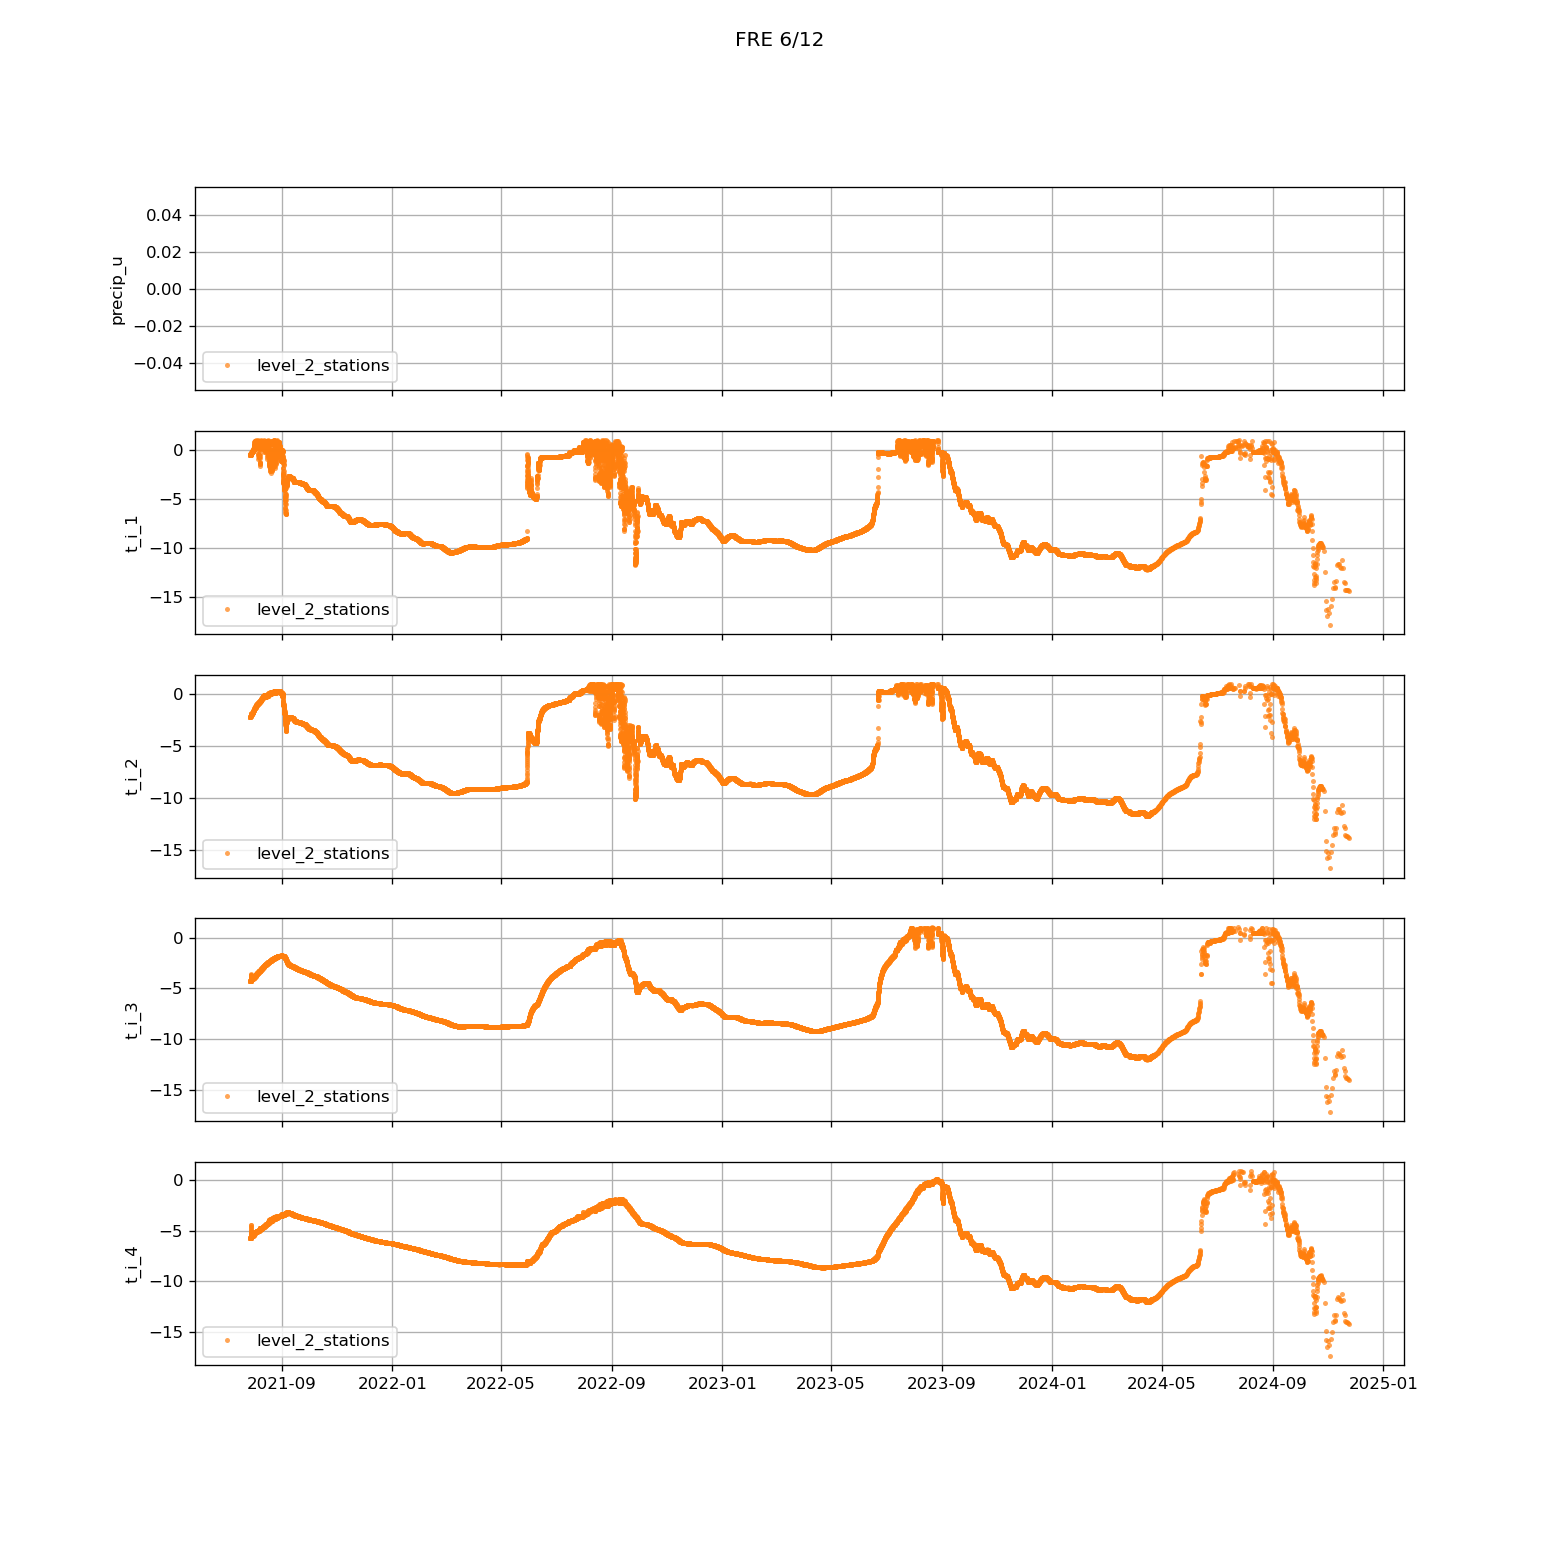 FRE 6/12
precip_u
0.04
0.02
0.00
−0.02
−0.04
level_2_stations
t_i_1
0
−5
−10
−15
level_2_stations
t_i_2
0
−5
−10
−15
level_2_stations
t_i_3
0
−5
−10
−15
level_2_stations
t_i_4
0
−5
−10
−15
level_2_stations
2021-09 2022-01 2022-05 2022-09 2023-01 2023-05 2023-09 2024-01 2024-05 2024-09 2025-01